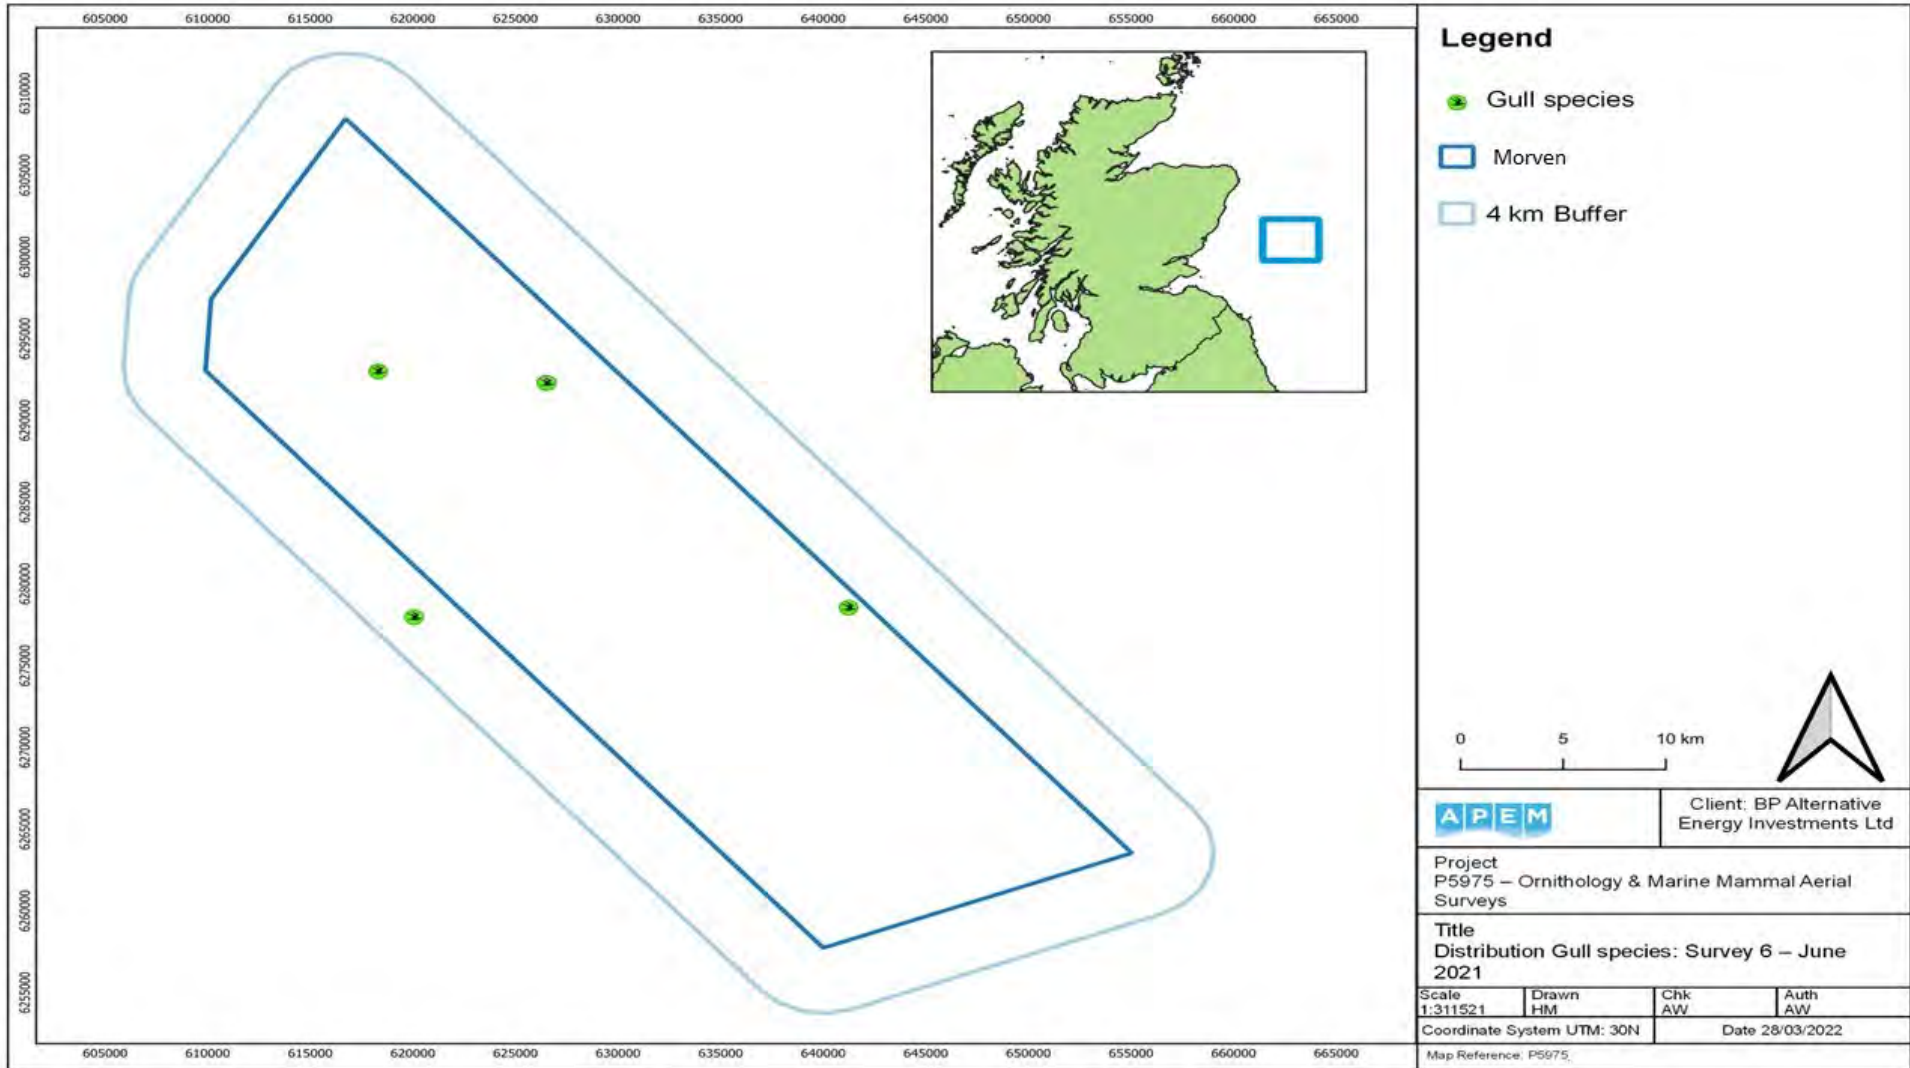 605000 610000 615000 620000 625000 630000 635000 640000 645000 650000 655000 660000 665000
6310000
6305000
6300000
6295000
6290000
6285000
6280000
6275000
6270000
6265000
6260000
6255000
605000 610000 615000 620000 625000 630000 635000 640000 645000 650000 655000 660000 665000
Legend
Gull species
Morven
4 km Buffer
0 5 10 km
APEM
Client: BP Alternative
Energy Investments Ltd
Project
P5975 – Ornithology & Marine Mammal Aerial
Surveys
Title
Distribution Gull species: Survey 6 – June
2021
Scale Drawn Chk Auth
1:311521 HM AW AW
Coordinate System UTM: 30N Date 28/03/2022
Map Reference: P5975